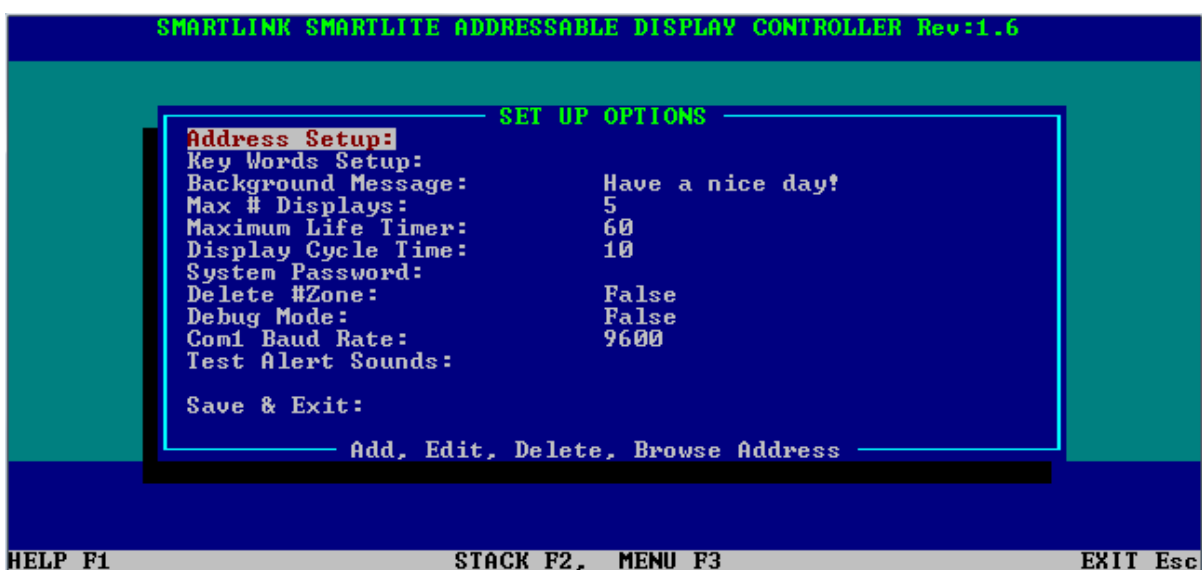 SMARTLINK SMARTLITE ADDRESSABLE DISPLAY CONTROLLER Rev:1.6
SET UP OPTIONS
Address Setup:
Key Words Setup:
Background Message: Have a nice day!
Max # Displays: 5
Maximum Life Timer: 60
Display Cycle Time: 10
System Password:
Delete #Zone: False
Debug Mode: False
Com1 Baud Rate: 9600
Test Alert Sounds:
Save & Exit:
Add, Edit, Delete, Browse Address
HELP F1 STACK F2, MENU F3 EXIT Esc